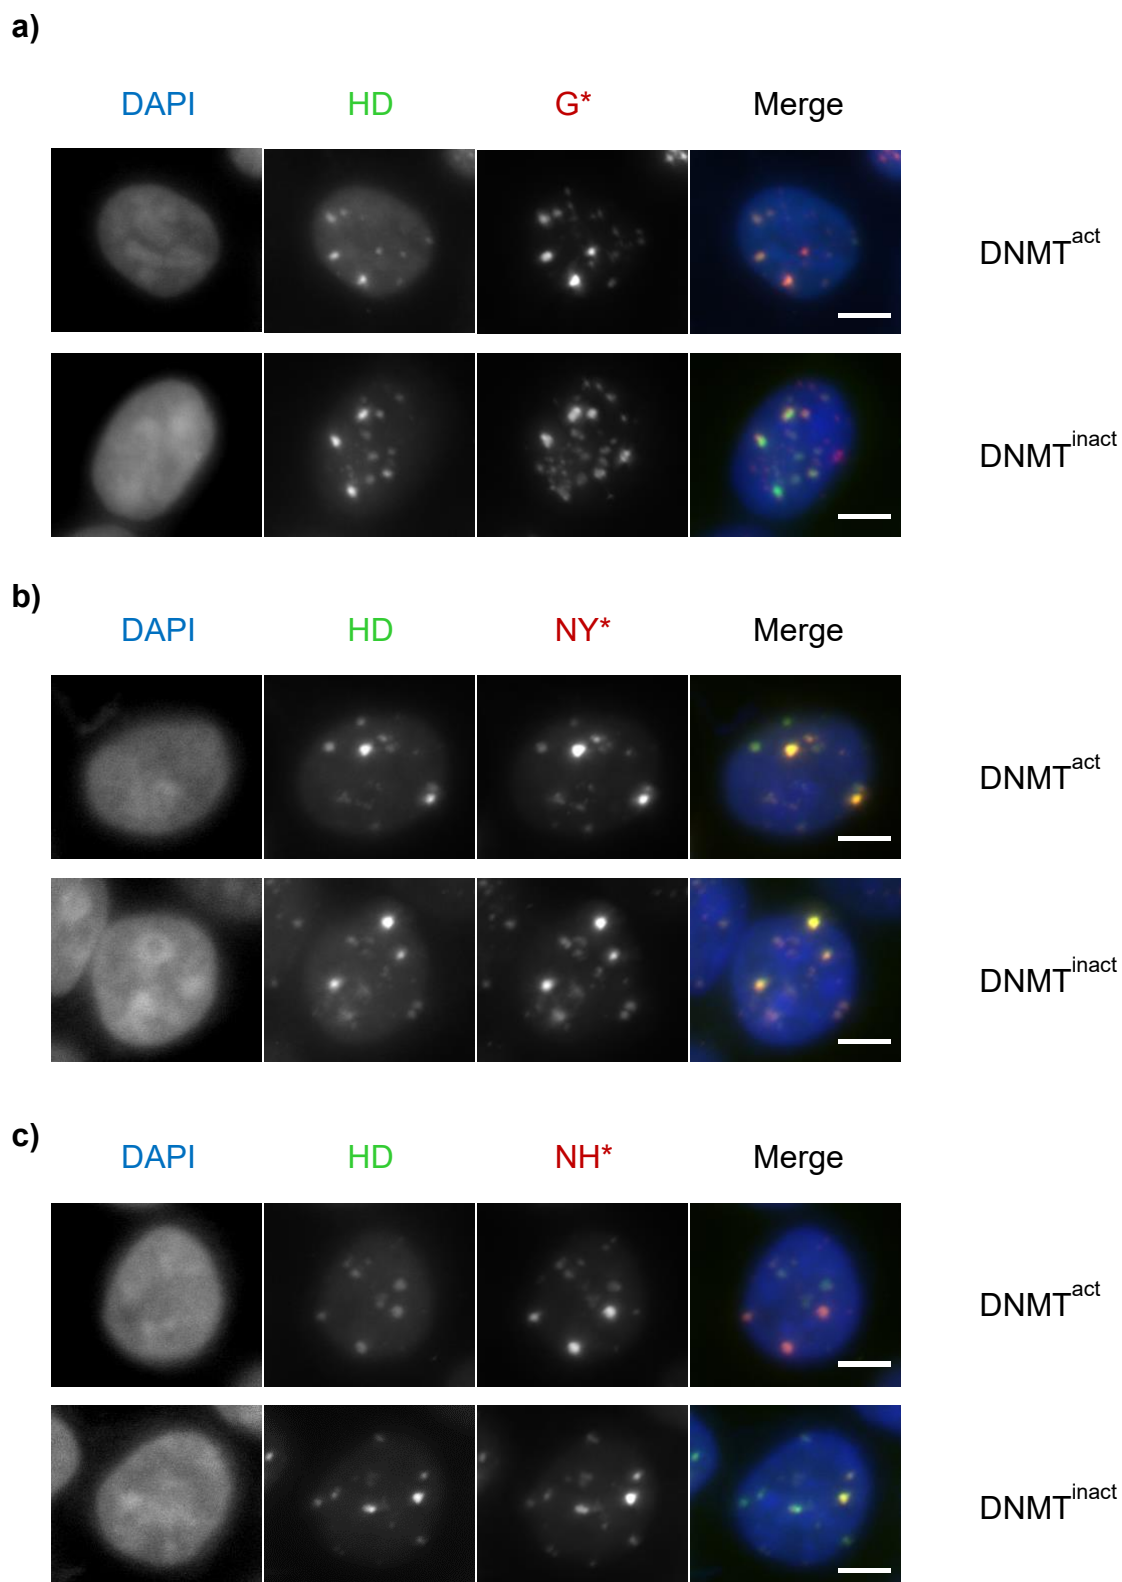 a)
DAPI HD G* Merge
DNMT^act
DNMT^inact
b)
DAPI HD NY* Merge
DNMT^act
DNMT^inact
c)
DAPI HD NH* Merge
DNMT^act
DNMT^inact